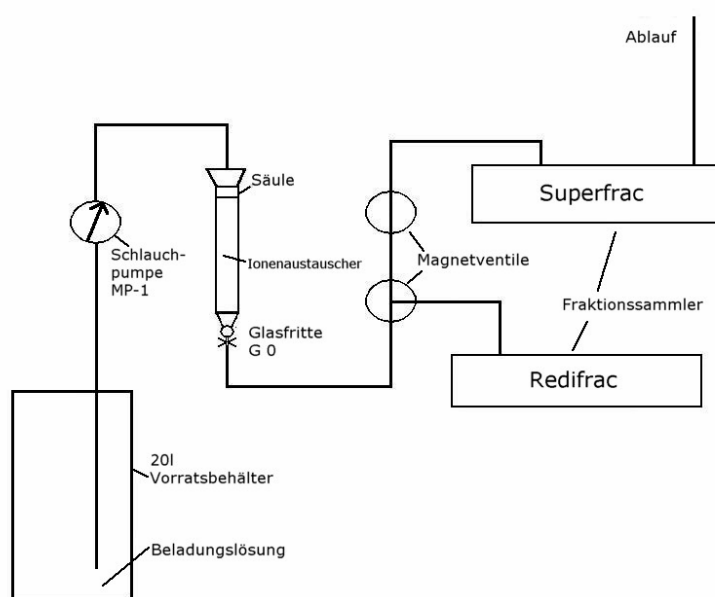 Ablauf
Säule
Superfrac
Schlauch-
pumpe
MP-1
Ionenaustauscher
Magnetventile
Fraktionssammler
Glasfritte
G 0
Redifrac
20l
Vorratsbehälter
Beladungslösung